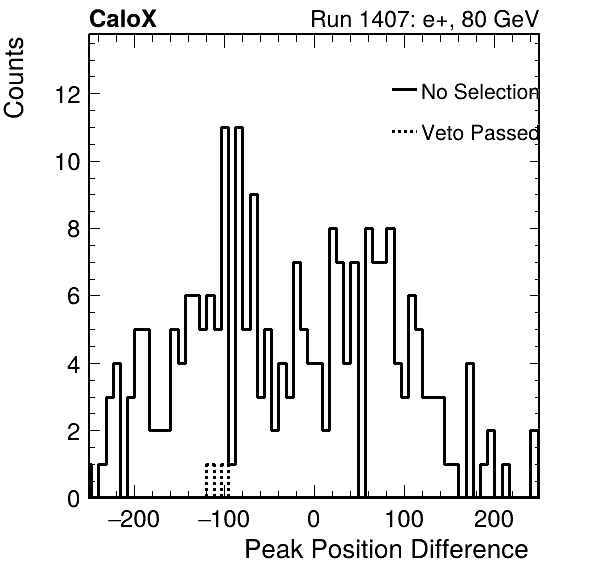 CaloX Run 1407: e+, 80 GeV
Counts
No Selection
Veto Passed
12
10
8
6
4
2
0
−200 −100 0 100 200
Peak Position Difference